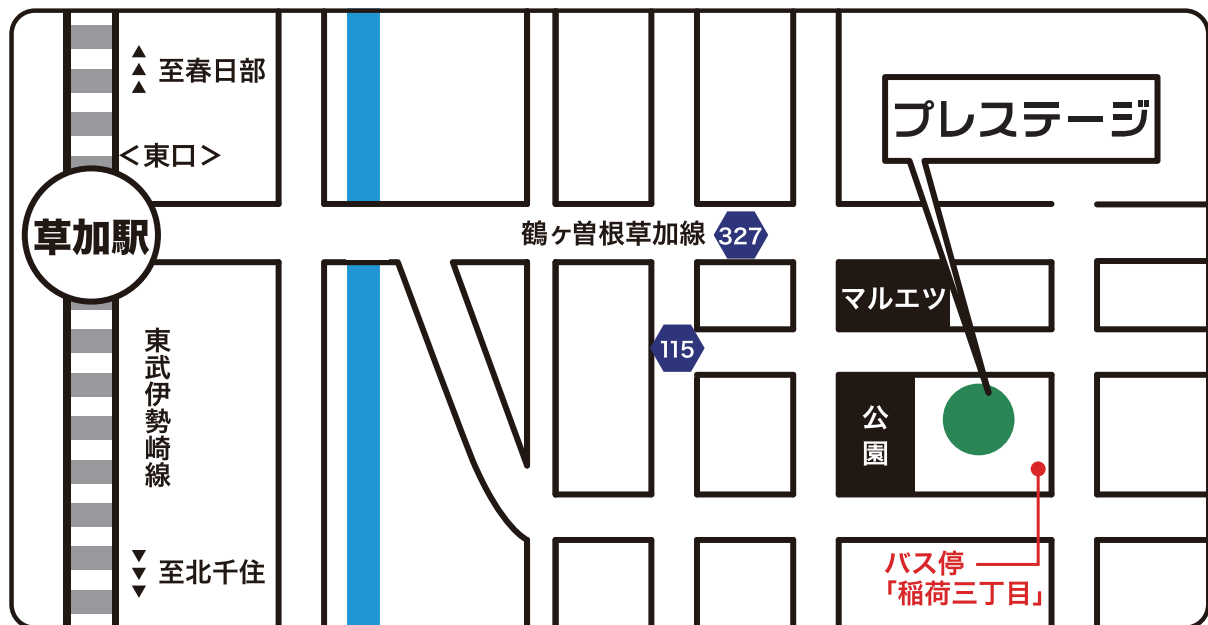 至春日部
プレステージ
＜東口＞
草加駅
鶴ヶ曽根草加線
327
マルエツ
115
東武伊勢崎線
公園
至北千住
バス停
「稲荷三丁目」